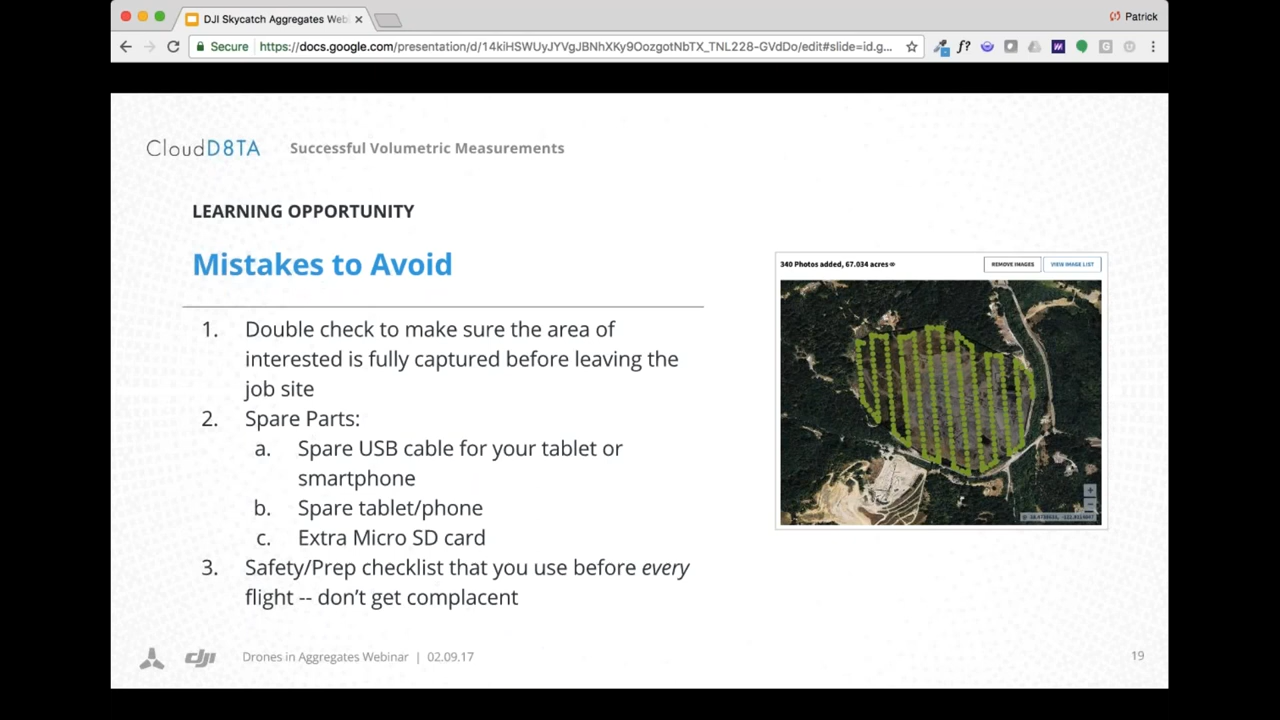 DJI Skycatch Aggregates Web
Patrick
Secure
https://docs.google.com/presentation/d/14kiHSWUyJYVgJBNhXKy9OozgotNbTX_TNL228-GVdDo/edit#slide=id.g...
CloudD8TA
Successful Volumetric Measurements
LEARNING OPPORTUNITY
Mistakes to Avoid
340 Photos added, 67.034 acres
REMOVE IMAGES
VIEW IMAGE LIST
1. Double check to make sure the area of
interested is fully captured before leaving the
job site
2. Spare Parts:
a. Spare USB cable for your tablet or
smartphone
b. Spare tablet/phone
c. Extra Micro SD card
3. Safety/Prep checklist that you use before every
flight -- don't get complacent
dji
Drones in Aggregates Webinar | 02.09.17
19